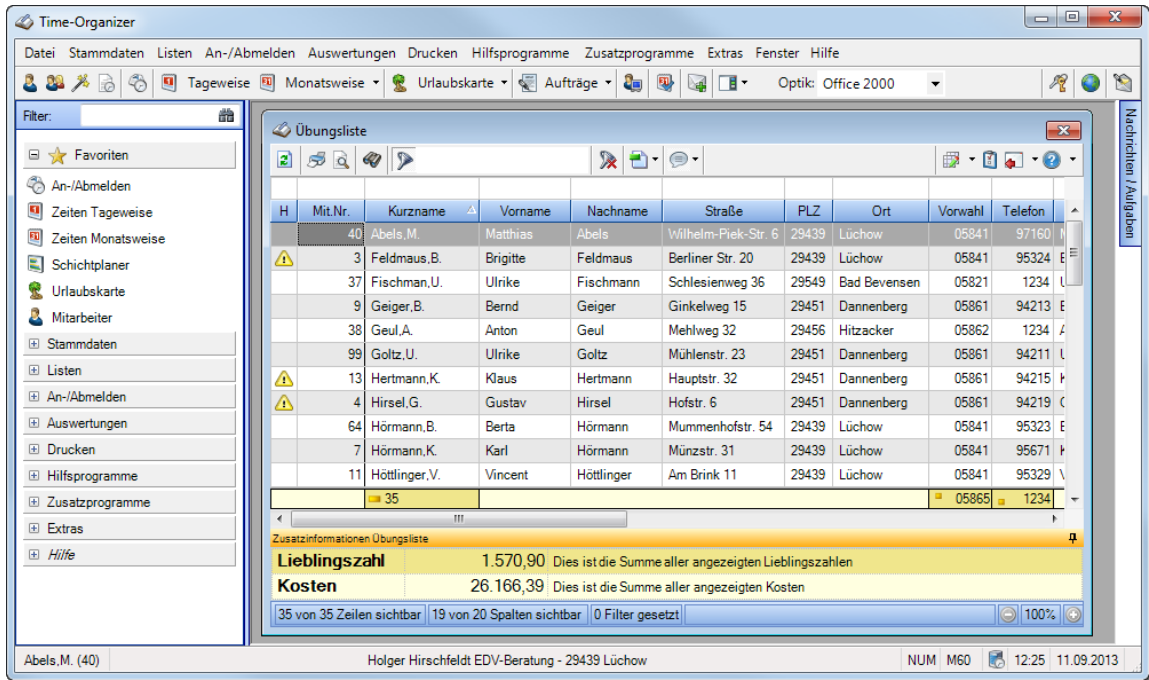 Time-Organizer
Datei Stammdaten Listen An-/Abmelden Auswertungen Drucken Hilfsprogramme Zusatzprogramme Extras Fenster Hilfe
Tageweise Monatsweise Urlaubskarte Aufträge Optik: Office 2000
Filter:
Favoriten
An-/Abmelden
Zeiten Tageweise
Zeiten Monatsweise
Schichtplaner
Urlaubskarte
Mitarbeiter
Stammdaten
Listen
An-/Abmelden
Auswertungen
Drucken
Hilfsprogramme
Zusatzprogramme
Extras
Hilfe
Übungsliste
H Mit.Nr. Kurzname Vorname Nachname Straße PLZ Ort Vorwahl Telefon
40 Abels,M. Matthias Abels Wilhelm-Piek-Str. 6 29439 Lüchow 05841 97160
3 Feldmaus,B. Brigitte Feldmaus Berliner Str. 20 29439 Lüchow 05841 95324
37 Fischman,U. Ulrike Fischmann Schlesienweg 36 29549 Bad Bevensen 05821 1234
9 Geiger,B. Bernd Geiger Ginkelweg 15 29451 Dannenberg 05861 94213
38 Geul,A. Anton Geul Mehlweg 32 29456 Hitzacker 05862 1234
99 Goltz,U. Ulrike Goltz Mühlenstr. 23 29451 Dannenberg 05861 94211
13 Hertmann,K. Klaus Hertmann Hauptstr. 32 29451 Dannenberg 05861 94215
4 Hirsel,G. Gustav Hirsel Hofstr. 6 29451 Dannenberg 05861 94219
64 Hörmann,B. Berta Hörmann Mummenhofstr. 54 29439 Lüchow 05841 95323
7 Hörmann,K. Karl Hörmann Münzstr. 31 29439 Lüchow 05841 95671
11 Höttlinger,V. Vincent Höttlinger Am Brink 11 29439 Lüchow 05841 95329
35 05865 1234
Zusatzinformationen Übungsliste
Lieblingszahl 1.570,90 Dies ist die Summe aller angezeigten Lieblingszahlen
Kosten 26.166,39 Dies ist die Summe aller angezeigten Kosten
35 von 35 Zeilen sichtbar 19 von 20 Spalten sichtbar 0 Filter gesetzt 100%
Nachrichten / Aufgaben
Abels,M. (40) Holger Hirschfeldt EDV-Beratung - 29439 Lüchow NUM M60 12:25 11.09.2013